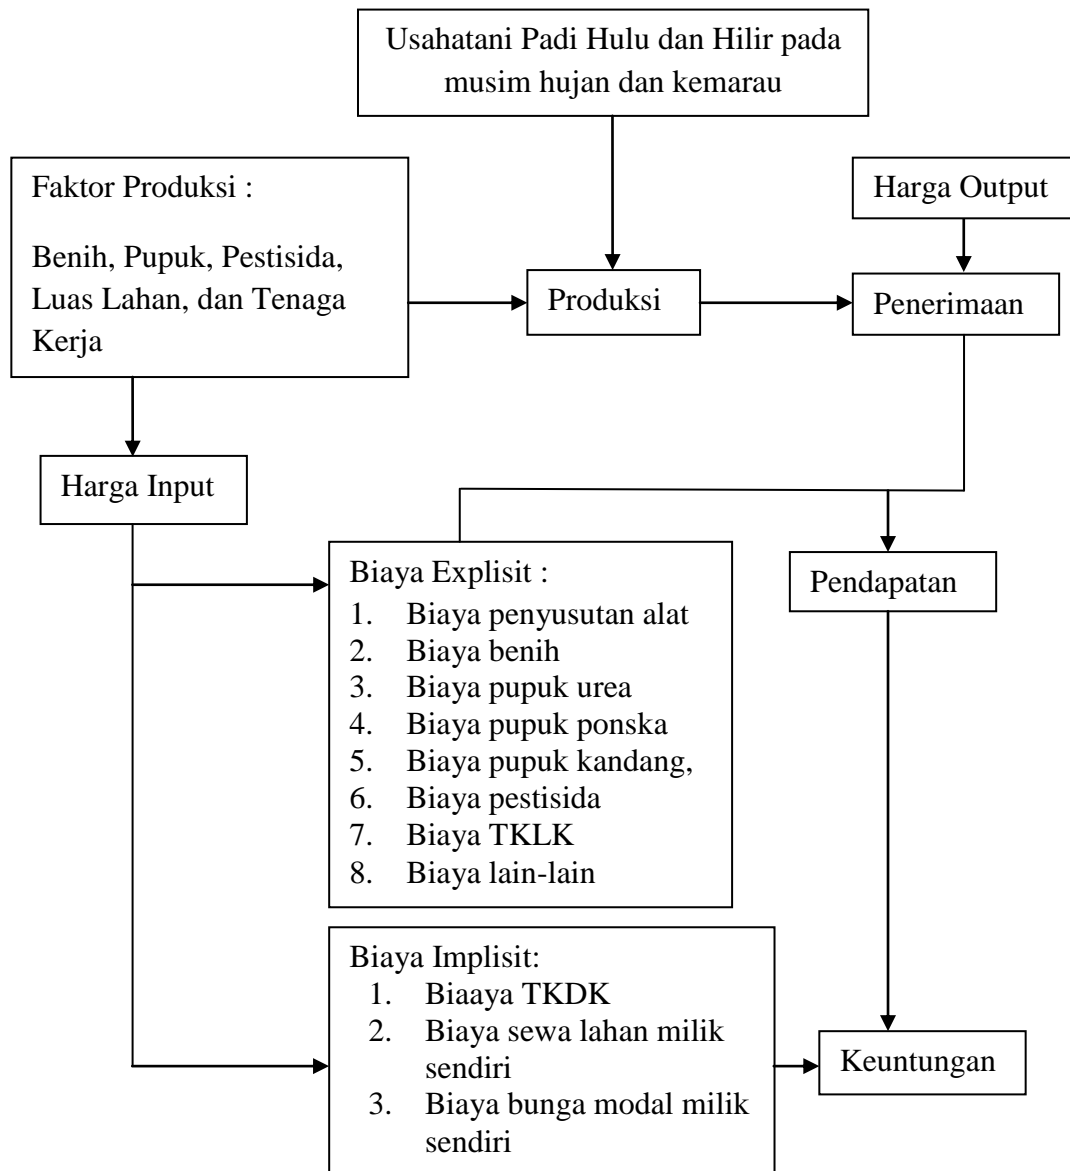 Usahatani Padi Hulu dan Hilir pada
musim hujan dan kemarau
Faktor Produksi :
Benih, Pupuk, Pestisida,
Luas Lahan, dan Tenaga
Kerja
Harga Output
Produksi
Penerimaan
Harga Input
Biaya Explisit :
1. Biaya penyusutan alat
2. Biaya benih
3. Biaya pupuk urea
4. Biaya pupuk ponska
5. Biaya pupuk kandang,
6. Biaya pestisida
7. Biaya TKLK
8. Biaya lain-lain
Pendapatan
Biaya Implisit:
1. Biaaya TKDK
2. Biaya sewa lahan milik
sendiri
3. Biaya bunga modal milik
sendiri
Keuntungan